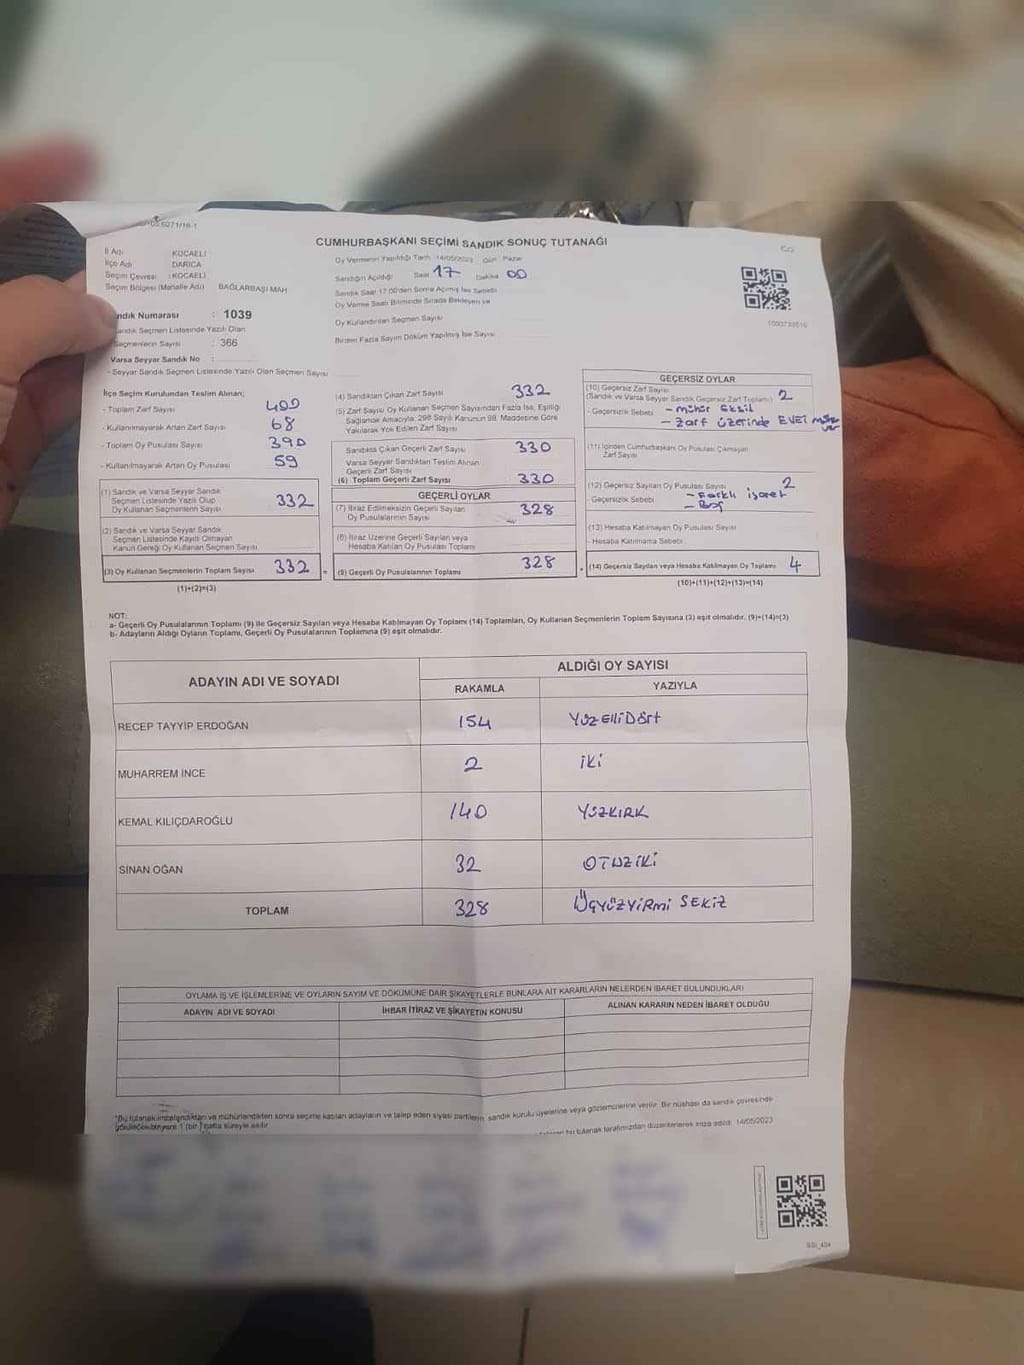 CUMHURBAŞKANI SEÇİMİ SANDIK SONUÇ TUTANAĞI
İl Adı : KOCAELİ
İlçe Adı : DARICA
Seçim Çevresi : KOCAELİ
Seçim Bölgesi (Mahalle Adı) BAĞLARBAŞI MAH
ndık Numarası : 1039
andık Seçmen Listesinde Yazılı Olan
Seçmenlerin Sayısı : 366
Varsa Seyyar Sandık No :
- Seyyar Sandık Seçmen Listesinde Yazılı Olan Seçmen Sayısı
Oy Vermenin Yapıldığı Tarih 14/05/2023 Gün : Pazar
Sandığın Açıldığı Saat 17 Dakika 00
Sandık Saat 17.00'den Sonra Açılmış İse Sebebi
Oy Verme Saati Bitiminde Sırada Bekleyen ve
Oy Kullandırılan Seçmen Sayısı
Birden Fazla Sayım Döküm Yapılmış İse Sayısı
İlçe Seçim Kurulundan Teslim Alınan;
- Toplam Zarf Sayısı 400
- Kullanılmayarak Artan Zarf Sayısı 68
- Toplam Oy Pusulası Sayısı 390
- Kullanılmayarak Artan Oy Pusulası 59
(1) Sandık ve Varsa Seyyar Sandık
Seçmen Listesinde Yazılı Olup
Oy Kullanan Seçmenlerin Sayısı 332
(2) Sandık ve Varsa Seyyar Sandık
Seçmen Listesinde Kayıtlı Olmayan
Kanun Gereği Oy Kullanan Seçmen Sayısı
(3) Oy Kullanan Seçmenlerin Toplam Sayısı 332 =
(1)+(2)=(3)
(4) Sandıktan Çıkan Zarf Sayısı 332
(5) Zarf Sayısı Oy Kullanan Seçmen Sayısından Fazla İse, Eşitliği
Sağlamak Amacıyla; 298 Sayılı Kanunun 98. Maddesine Göre
Yakılarak Yok Edilen Zarf Sayısı
Sandıkta Çıkan Geçerli Zarf Sayısı 330
Varsa Seyyar Sandıktan Teslim Alınan
Geçerli Zarf Sayısı
(6) Toplam Geçerli Zarf Sayısı 330
GEÇERLİ OYLAR
(7) İtiraz Edilmeksizin Geçerli Sayılan
Oy Pusulalarının Sayısı 328
(8) İtiraz Üzerine Geçerli Sayılan veya
Hesaba Katılan Oy Pusulası Toplamı
(9) Geçerli Oy Pusulalarının Toplamı 328
GEÇERSİZ OYLAR
(10) Geçersiz Zarf Sayısı
(Sandık ve Varsa Seyyar Sandık Geçersiz Zarf Toplamı) 2
- Geçersizlik Sebebi - mühür Eksik
- Zarf üzerinde EVET
(11) İçinden Cumhurbaşkanı Oy Pusulası Çıkmayan
Zarf Sayısı
(12) Geçersiz Sayılan Oy Pusulası Sayısı 2
- Geçersizlik Sebebi - Farklı işaret
- Boş
(13) Hesaba Katılmayan Oy Pusulası Sayısı
- Hesaba Katılmama Sebebi
(14) Geçersiz Sayılan veya Hesaba Katılmayan Oy Toplamı 4
(10)+(11)+(12)+(13)=(14)
NOT:
a- Geçerli Oy Pusulalarının Toplamı (9) ile Geçersiz Sayılan veya Hesaba Katılmayan Oy Toplamı (14) Toplamları, Oy Kullanan Seçmenlerin Toplam Sayısına (3) eşit olmalıdır. (9)+(14)=(3)
b- Adayların Aldığı Oyların Toplamı, Geçerli Oy Pusulalarının Toplamına (9) eşit olmalıdır.
ADAYIN ADI VE SOYADI ALDIĞI OY SAYISI
RAKAMLA YAZIYLA
RECEP TAYYİP ERDOĞAN 154 YüzEllidört
MUHARREM İNCE 2 iki
KEMAL KILIÇDAROĞLU 140 YüzKIRK
SİNAN OĞAN 32 OTUZİKİ
TOPLAM 328 ÜçyÜzyirmi SEKİZ
OYLAMA İŞ VE İŞLEMLERİNE VE OYLARIN SAYIM VE DÖKÜMÜNE DAİR ŞİKAYETLERLE BUNLARA AİT KARARLARIN NELERDEN İBARET BULUNDUKLARI
ADAYIN ADI VE SOYADI İHBAR İTİRAZ VE ŞİKAYETİN KONUSU ALINAN KARARIN NEDEN İBARET OLDUĞU
*Bu tutanak imzalandıktan ve mühürlendikten sonra seçime katılan adayların ve talep eden siyasi partilerin sandık kurulu üyelerine veya gözlemcilerine verilir. Bir nüshası da sandık çevresinde
1 (bir) hafta süreyle asılır.
bu tutanak tarafımızdan düzenlenerek imza edildi. 14/05/2023